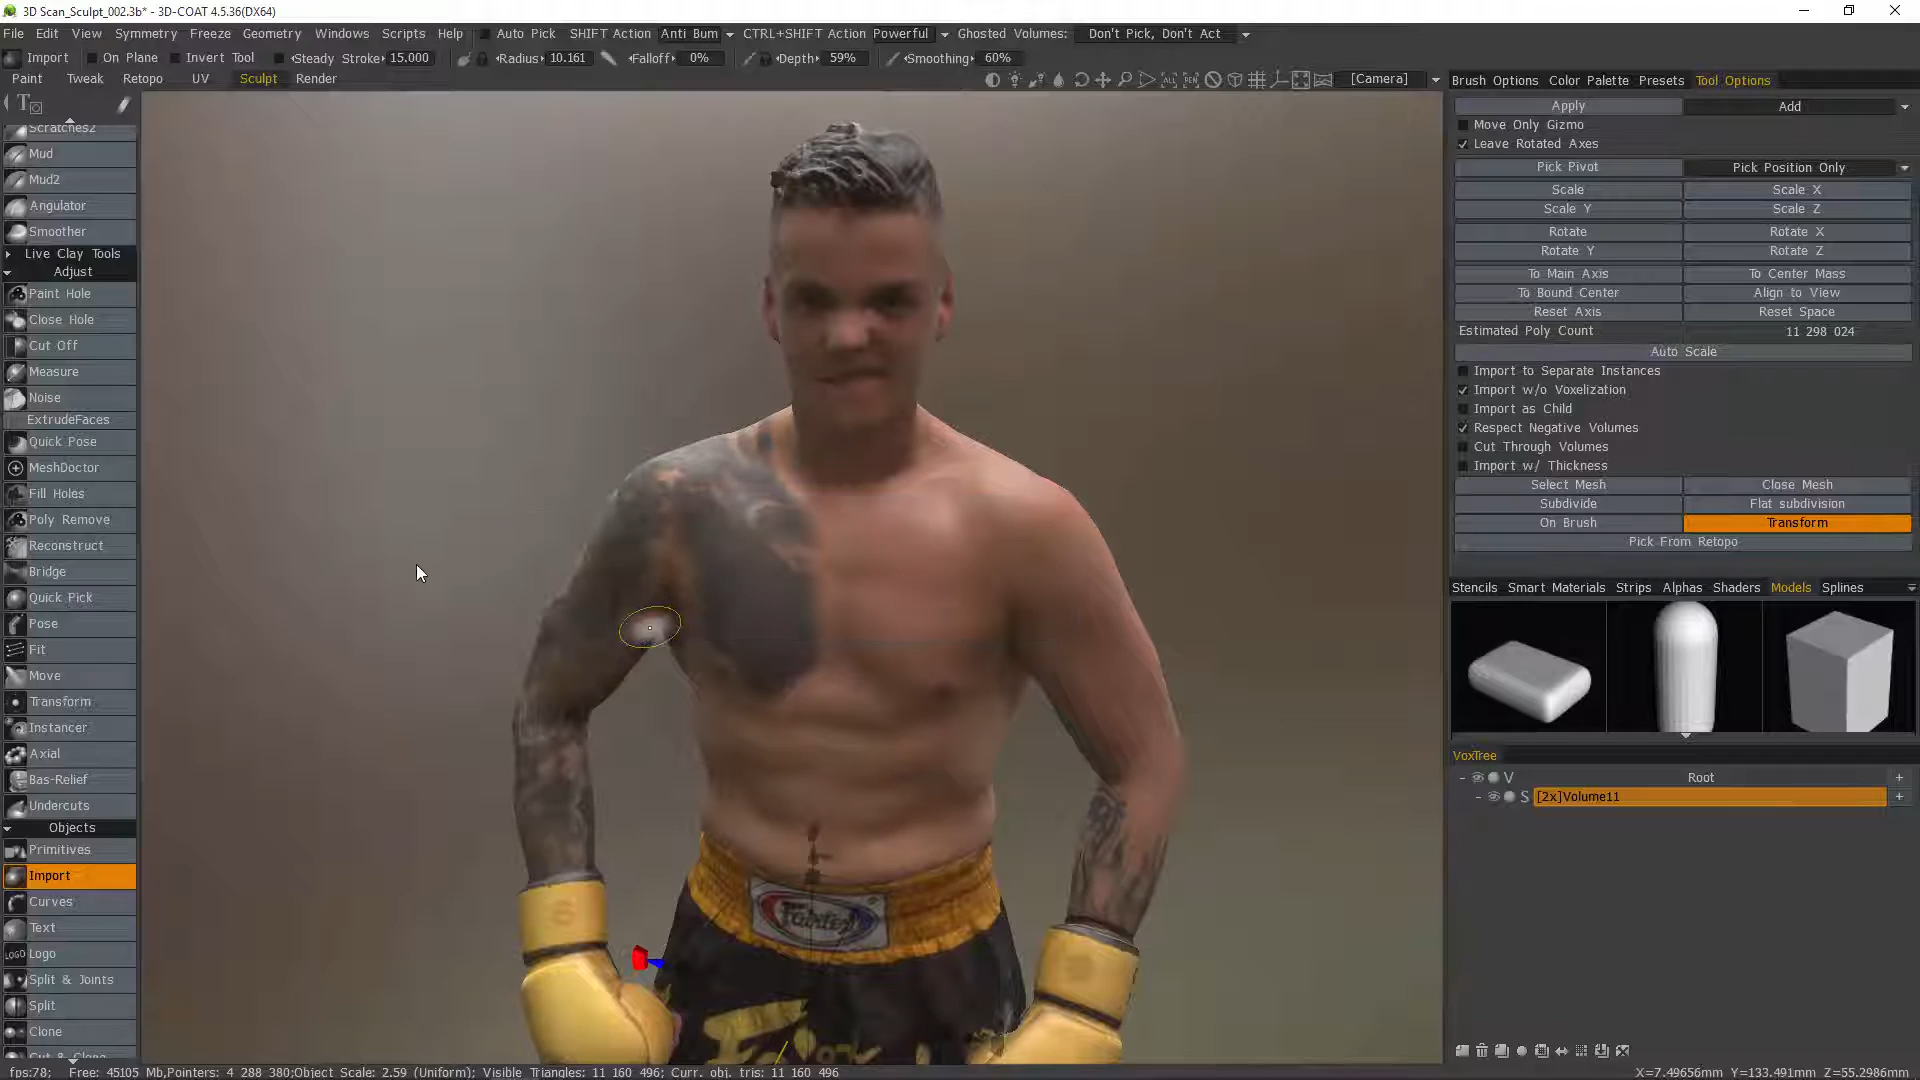 3D Scan_Sculpt_002.3b* - 3D-COAT 4.5.36(DX64)
File Edit View Symmetry Freeze Geometry Windows Scripts Help Auto Pick SHIFT Action Anti Bum CTRL+SHIFT Action Powerful Ghosted Volumes: Don't Pick, Don't Act
Import On Plane Invert Tool Steady Stroke 15.000 Radius 10.161 Falloff 0% Depth 59% Smoothing 60%
Paint Tweak Retopo UV Sculpt Render [Camera]
Brush Options Color Palette Presets Tool Options
Scratches2
Mud
Mud2
Angulator
Smoother
Live Clay Tools
Adjust
Paint Hole
Close Hole
Cut Off
Measure
Noise
ExtrudeFaces
Quick Pose
MeshDoctor
Fill Holes
Poly Remove
Reconstruct
Bridge
Quick Pick
Pose
Fit
Move
Transform
Instancer
Axial
Bas-Relief
Undercuts
Objects
Primitives
Import
Curves
Text
LOGO Logo
Split & Joints
Split
Clone
Cut & Clone
Fairtex
Apply Add
Move Only Gizmo
Leave Rotated Axes
Pick Pivot Pick Position Only
Scale Scale X
Scale Y Scale Z
Rotate Rotate X
Rotate Y Rotate Z
To Main Axis To Center Mass
To Bound Center Align to View
Reset Axis Reset Space
Estimated Poly Count 11 298 024
Auto Scale
Import to Separate Instances
Import w/o Voxelization
Import as Child
Respect Negative Volumes
Cut Through Volumes
Import w/ Thickness
Select Mesh Close Mesh
Subdivide Flat subdivision
On Brush Transform
Pick From Retopo
Stencils Smart Materials Strips Alphas Shaders Models Splines
VoxTree
V Root +
S [2x]Volume11 +
fps:78; Free: 45105 Mb,Pointers: 4 288 380;Object Scale: 2.59 (Uniform); Visible Triangles: 11 160 496; Curr. obj. tris: 11 160 496
X=7.49656mm Y=133.491mm Z=55.2986mm